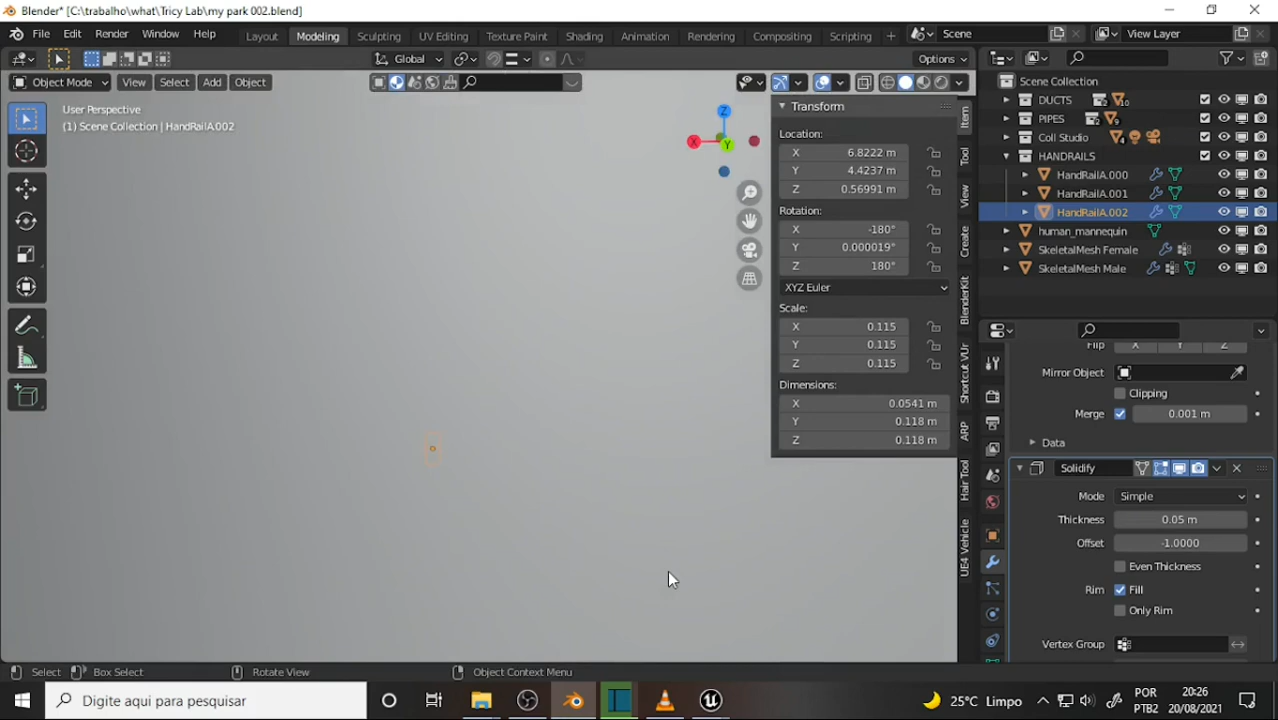 Blender* [C:\trabalho\what\Tricy Lab\my park 002.blend]
File Edit Render Window Help Layout Modeling Sculpting UV Editing Texture Paint Shading Animation Rendering Compositing Scripting + Scene View Layer
Global Options
Object Mode View Select Add Object
User Perspective
(1) Scene Collection | HandRailA.002
Z
X
Y
Transform
Location:
X 6.8222 m
Y 4.4237 m
Z 0.56991 m
Rotation:
X -180°
Y 0.000019°
Z 180°
XYZ Euler
Scale:
X 0.115
Y 0.115
Z 0.115
Dimensions:
X 0.0541 m
Y 0.118 m
Z 0.118 m
Item
Tool
View
Create
BlenderKit
Shortcut VUr
ARP
Hair Tool
UE4 Vehicle
Scene Collection
DUCTS 2 10
PIPES 2 9
Coll Studio 4
HANDRAILS
HandRailA.000
HandRailA.001
HandRailA.002
human_mannequin
SkeletalMesh Female
SkeletalMesh Male
Flip X Y Z
Mirror Object
Clipping
Merge 0.001 m
Data
Solidify
Mode Simple
Thickness 0.05 m
Offset -1.0000
Even Thickness
Rim Fill
Only Rim
Vertex Group
Select Box Select Rotate View Object Context Menu
Digite aqui para pesquisar
25°C Limpo
POR
PTB2
20:26
20/08/2021